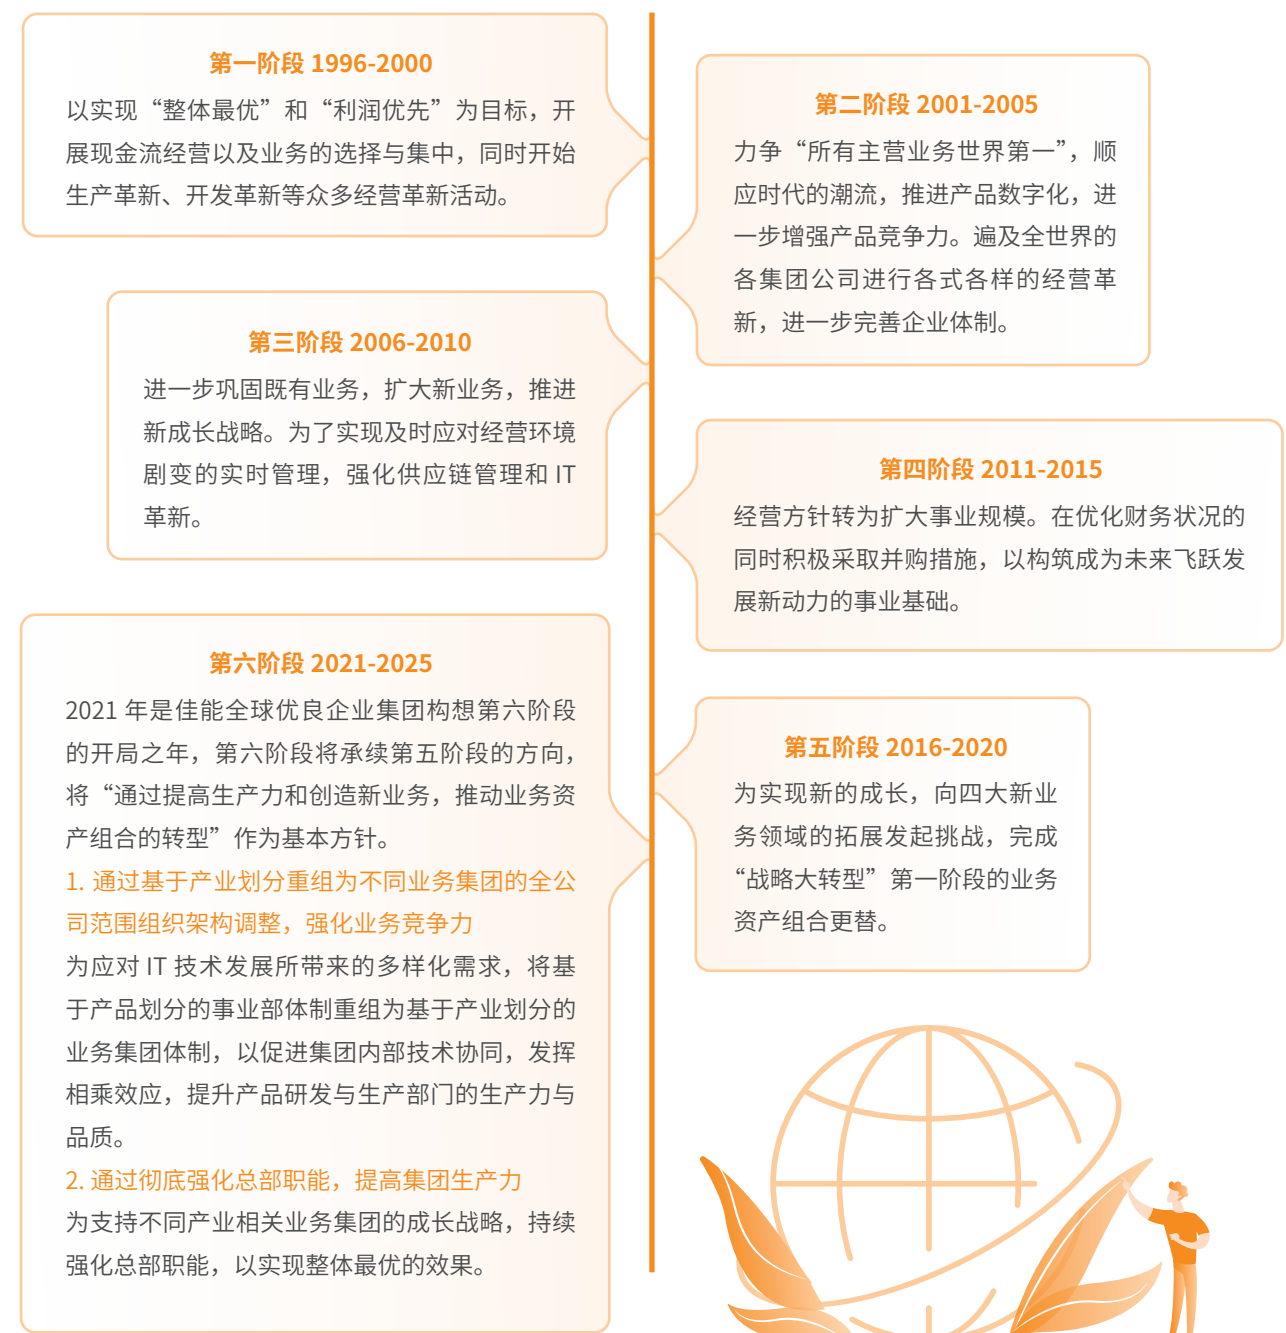 第一阶段 1996-2000
以实现“整体最优”和“利润优先”为目标，开
展现金流经营以及业务的选择与集中，同时开始
生产革新、开发革新等众多经营革新活动。
第二阶段 2001-2005
力争“所有主营业务世界第一”，顺
应时代的潮流，推进产品数字化，进
一步增强产品竞争力。遍及全世界的
各集团公司进行各式各样的经营革
新，进一步完善企业体制。
第三阶段 2006-2010
进一步巩固既有业务，扩大新业务，推进
新成长战略。为了实现及时应对经营环境
剧变的实时管理，强化供应链管理和 IT
革新。
第四阶段 2011-2015
经营方针转为扩大事业规模。在优化财务状况的
同时积极采取并购措施，以构筑成为未来飞跃发
展新动力的事业基础。
第五阶段 2016-2020
为实现新的成长，向四大新业
务领域的拓展发起挑战，完成
“战略大转型”第一阶段的业务
资产组合更替。
第六阶段 2021-2025
2021 年是佳能全球优良企业集团构想第六阶段
的开局之年，第六阶段将承续第五阶段的方向，
将“通过提高生产力和创造新业务，推动业务资
产组合的转型”作为基本方针。
1. 通过基于产业划分重组为不同业务集团的全公
司范围组织架构调整，强化业务竞争力
为应对 IT 技术发展所带来的多样化需求，将基
于产品划分的事业部体制重组为基于产业划分的
业务集团体制，以促进集团内部技术协同，发挥
相乘效应，提升产品研发与生产部门的生产力与
品质。
2. 通过彻底强化总部职能，提高集团生产力
为支持不同产业相关业务集团的成长战略，持续
强化总部职能，以实现整体最优的效果。